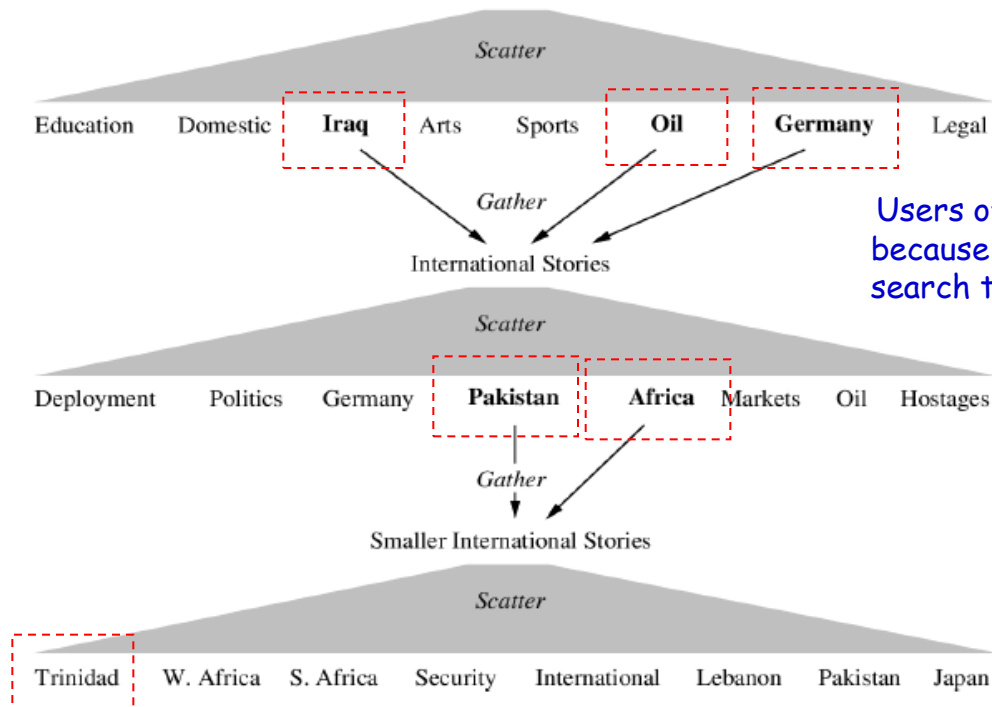 Scatter
Education Domestic Iraq Arts Sports Oil Germany Legal
Gather
International Stories
Users
because
search
Scatter
Deployment Politics Germany Pakistan Africa Markets Oil Hostages
Gather
Smaller International Stories
Scatter
Trinidad W. Africa S. Africa Security International Lebanon Pakistan Japan